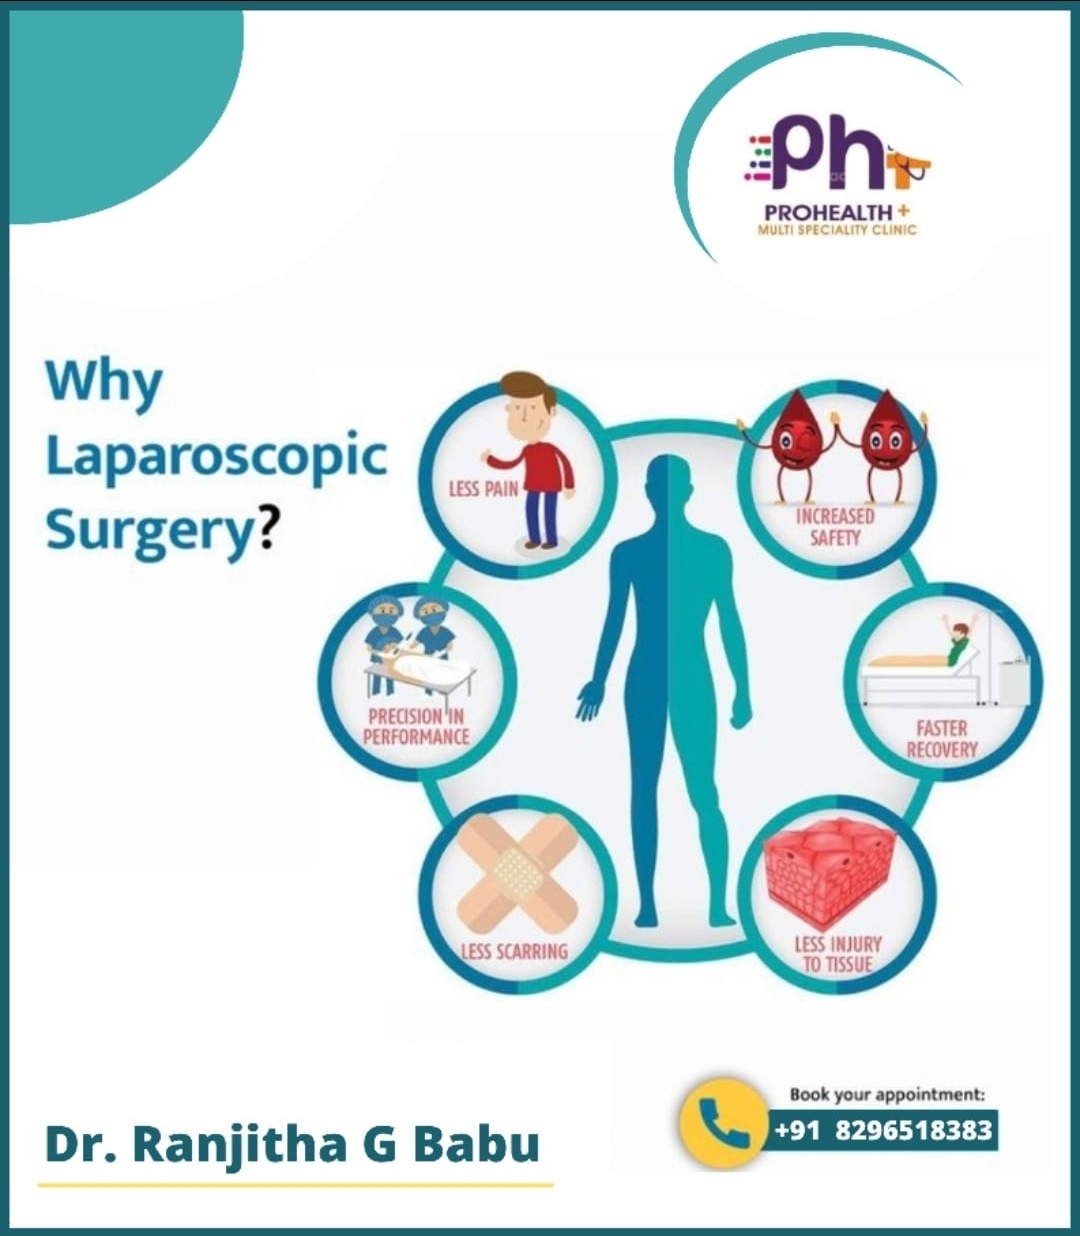 ph+
PROHEALTH +
MULTI SPECIALITY CLINIC
Why
Laparoscopic
Surgery?
LESS PAIN
INCREASED
SAFETY
PRECISION IN
PERFORMANCE
FASTER
RECOVERY
LESS SCARRING
LESS INJURY
TO TISSUE
Book your appointment:
+91 8296518383
Dr. Ranjitha G Babu